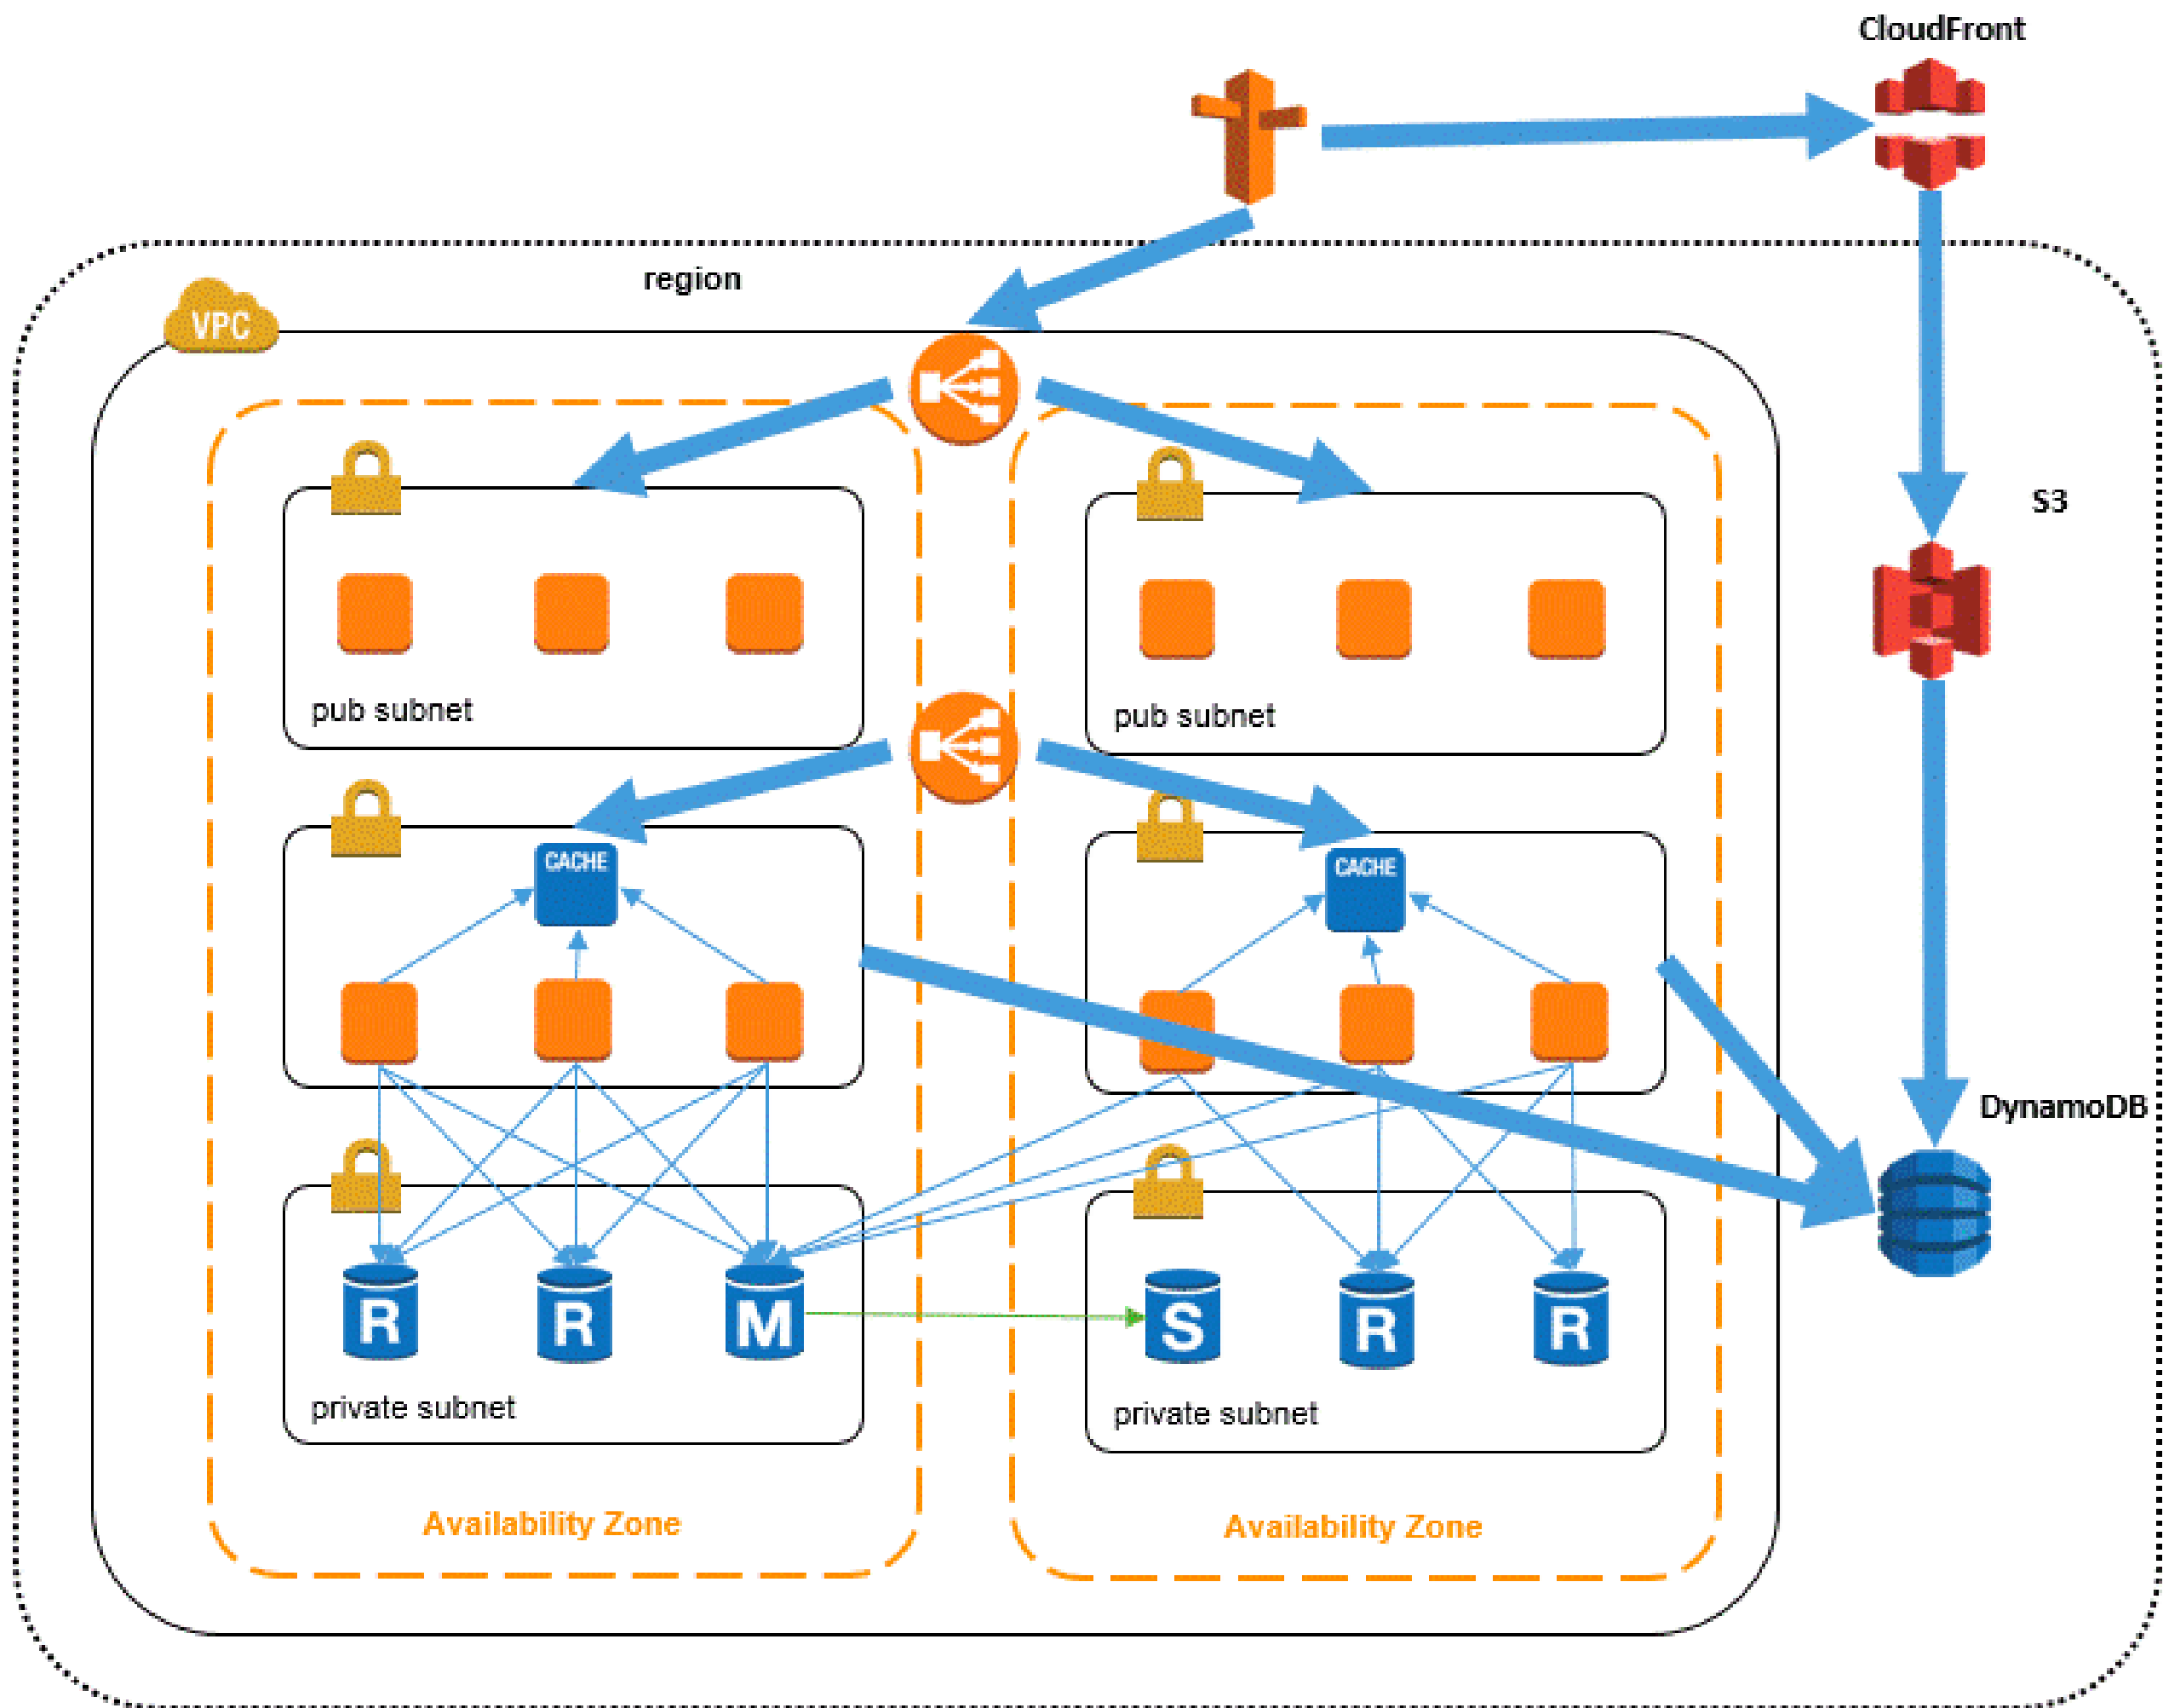 CloudFront
region
VPC
S3
pub subnet
pub subnet
CACHE
CACHE
DynamoDB
R
R
M
S
R
R
private subnet
private subnet
Availability Zone
Availability Zone